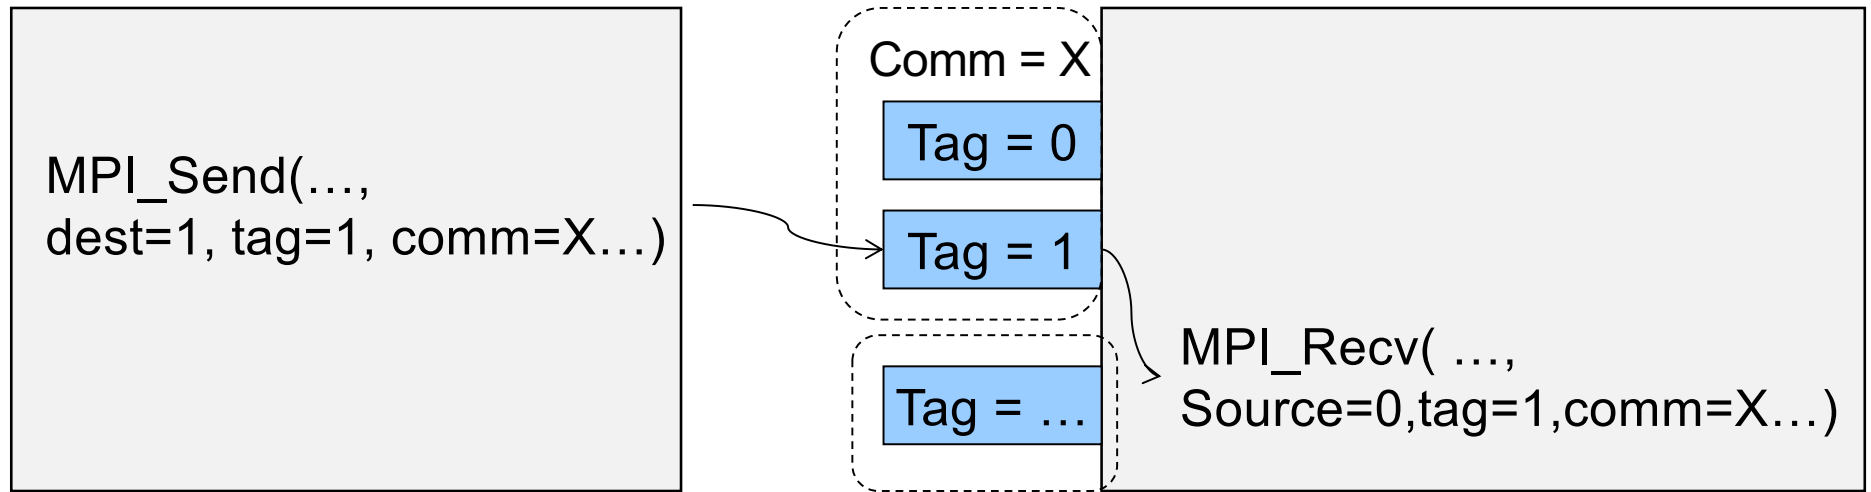 MPI_Send(…,
dest=1, tag=1, comm=X…)
Comm = X
Tag = 0
Tag = 1
Tag = …
MPI_Recv( …,
Source=0,tag=1,comm=X…)